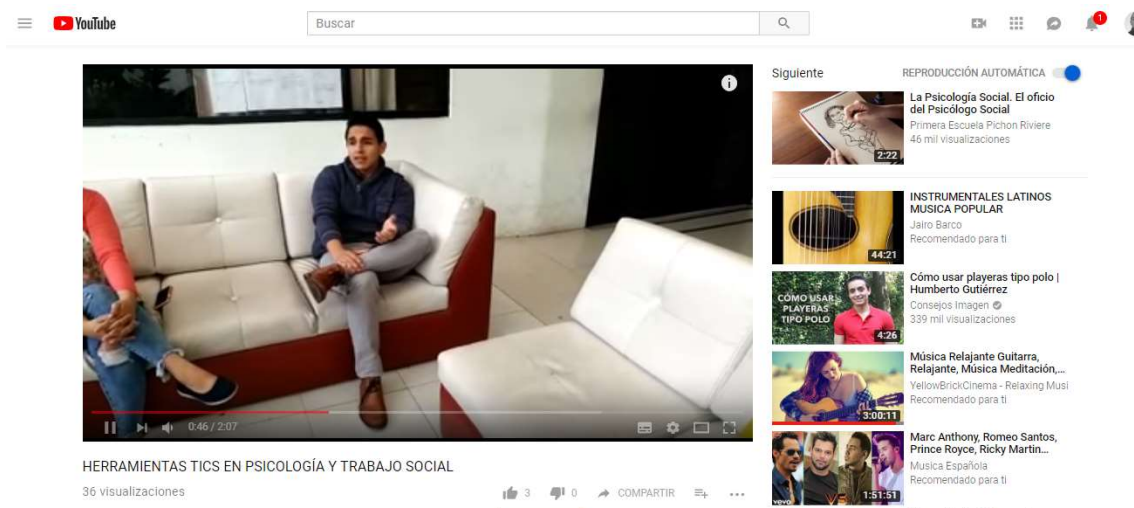 YouTube
Buscar
1
0:46 / 2:07
HERRAMIENTAS TICS EN PSICOLOGÍA Y TRABAJO SOCIAL
36 visualizaciones
3
0
COMPARTIR
Siguiente
REPRODUCCIÓN AUTOMÁTICA
La Psicología Social. El oficio
del Psicólogo Social
Primera Escuela Pichon Riviere
46 mil visualizaciones
2:22
INSTRUMENTALES LATINOS
MUSICA POPULAR
Jairo Barco
Recomendado para ti
44:21
CÓMO USAR
PLAYERAS
TIPO POLO
4:26
Cómo usar playeras tipo polo |
Humberto Gutiérrez
Consejos Imagen
339 mil visualizaciones
Música Relajante Guitarra,
Relajante, Música Meditación,...
YellowBrickCinema - Relaxing Musi
Recomendado para ti
3:00:11
Marc Anthony, Romeo Santos,
Prince Royce, Ricky Martin...
Musica Española
Recomendado para ti
vevo
VS
1:51:51